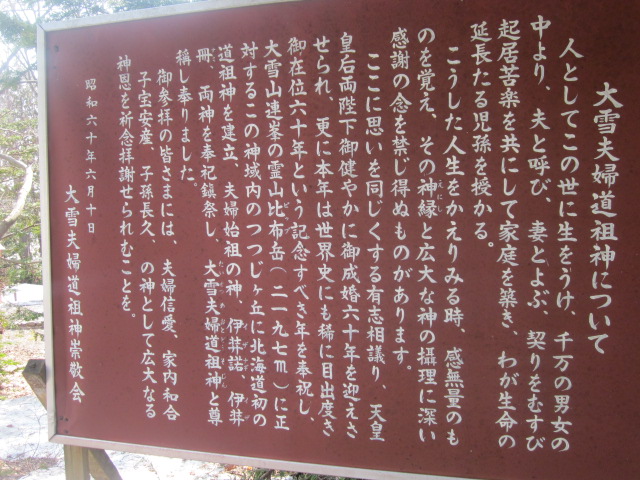 大雪夫婦道祖神について
人としてこの世に生をうけ、千万の男女の
中より、夫と呼び、妻とよぶ、契りをむすび
起居苦楽を共にして家庭を築き、わが生命の
延長たる児孫を授かる。
こうした人生をかえりみる時、感無量のも
のを覚え、その神縁と広大な神の摂理に深い
感謝の念を禁じ得ぬものがあります。
ここに思いを同じくする有志相議り、天皇
皇后両陛下御健やかに御成婚六十年を迎えさ
せられ、更に本年は世界史にも稀に目出度き
御在位六十年という記念すべき年を奉祝し、
大雪山連峯の霊山比布岳（二一九七m）に正
対するこの神域内のつつじヶ丘に北海道初の
道祖神を建立、夫婦始祖の神、伊弉諾、伊弉
冊、両神を奉祀鎭祭し、大雪夫婦道祖神と尊
稱し奉りました。
御参拝の皆さまには、夫婦信愛、家内和合
子宝安産、子孫長久、の神として広大なる
神恩を祈念拝謝せられむことを。
昭和六十年六月十日
大雪夫婦道祖神崇敬会